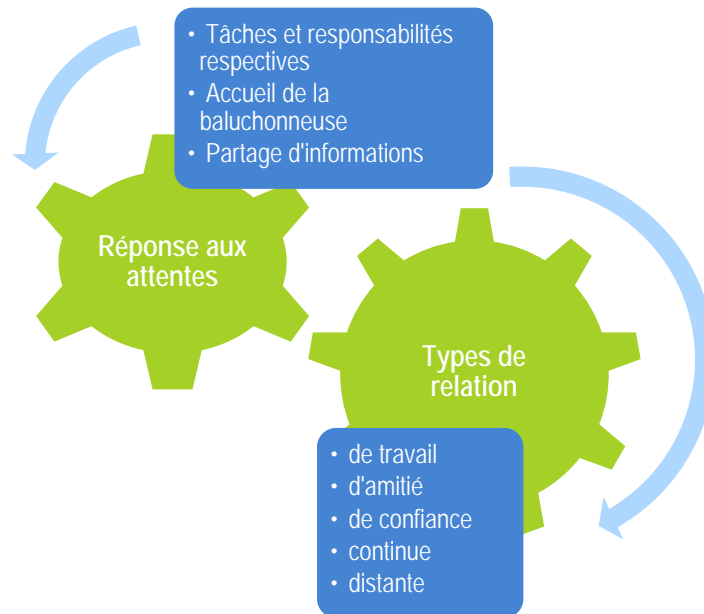 • Tâches et responsabilités
respectives
• Accueil de la
baluchonneuse
• Partage d'informations
Réponse aux
attentes
Types de
relation
• de travail
• d'amitié
• de confiance
• continue
• distante